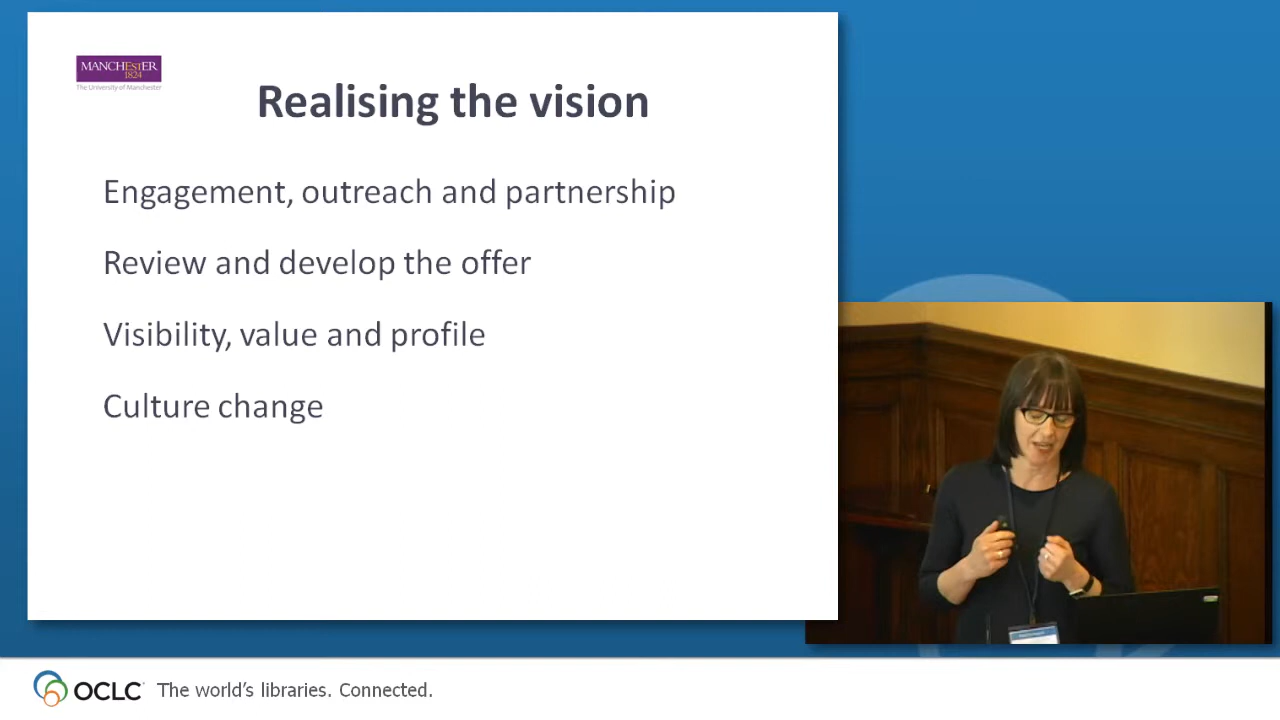 MANCHESTER
1824
The University of Manchester
Realising the vision
Engagement, outreach and partnership
Review and develop the offer
Visibility, value and profile
Culture change
OCLC
The world's libraries. Connected.